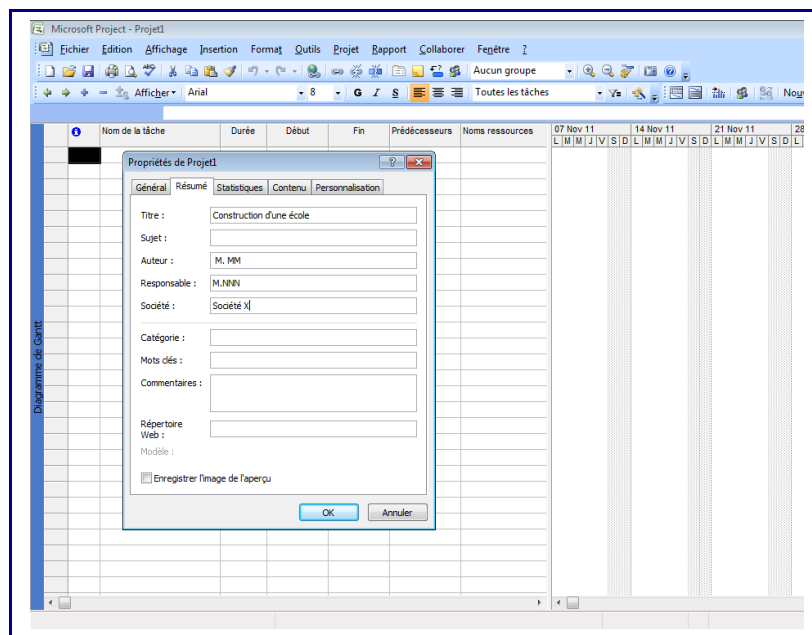 Microsoft Project - Projet1
Fichier Edition Affichage Insertion Format Outils Projet Rapport Collaborer Fenêtre ?
Aucun groupe
Afficher Arial 8 G I S Toutes les tâches
Nom de la tâche Durée Début Fin Prédécesseurs Noms ressources 07 Nov 11 14 Nov 11 21 Nov 11 28
L M M J V S D L M M J V S D L M M J V S D L
Propriétés de Projet1
Général Résumé Statistiques Contenu Personnalisation
Titre : Construction d'une école
Sujet :
Auteur : M. MM
Responsable : M.NNN
Société : Société X
Catégorie :
Mots clés :
Commentaires :
Répertoire
Web :
Modèle :
Enregistrer l'image de l'aperçu
OK Annuler
Diagramme de Gantt